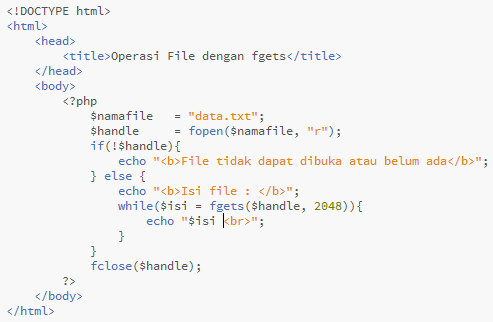 <!DOCTYPE html>
<html>
    <head>
        <title>Operasi File dengan fgets</title>
    </head>
    <body>
        <?php
            $namafile   = "data.txt";
            $handle     = fopen($namafile, "r");
            if(!$handle){
                echo "<b>File tidak dapat dibuka atau belum ada</b>";
            } else {
                echo "<b>Isi file : </b>";
                while($isi = fgets($handle, 2048)){
                    echo "$isi <br>";
                }
            }
            fclose($handle);
        ?>
    </body>
</html>